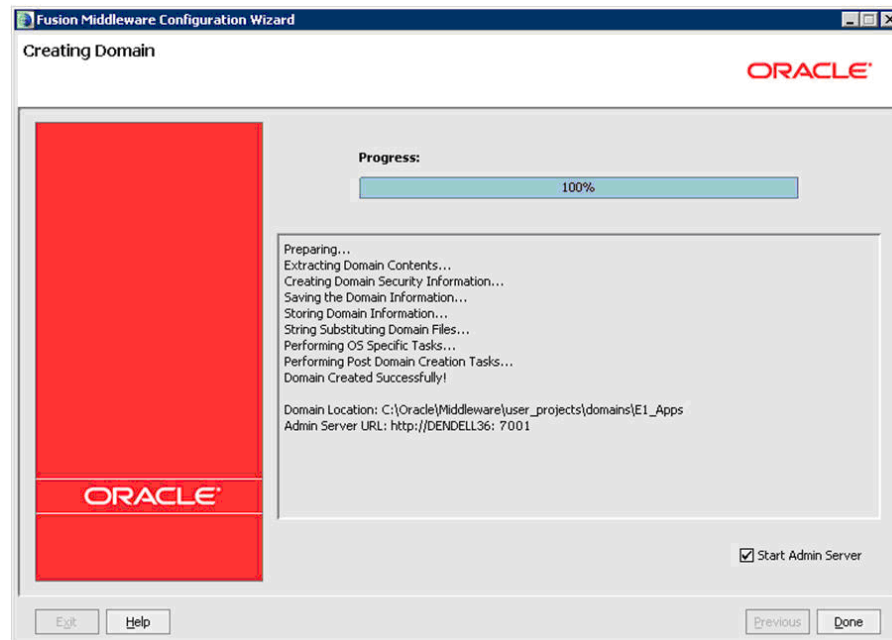 Fusion Middleware Configuration Wizard
Creating Domain
ORACLE
Progress:
100%
Preparing...
Extracting Domain Contents...
Creating Domain Security Information...
Saving the Domain Information...
Storing Domain Information...
String Substituting Domain Files...
Performing OS Specific Tasks...
Performing Post Domain Creation Tasks...
Domain Created Successfully!
Domain Location: C:\Oracle\Middleware\user_projects\domains\E1_Apps
Admin Server URL: http://DENDELL36: 7001
ORACLE
Start Admin Server
Exit
Help
Previous
Done